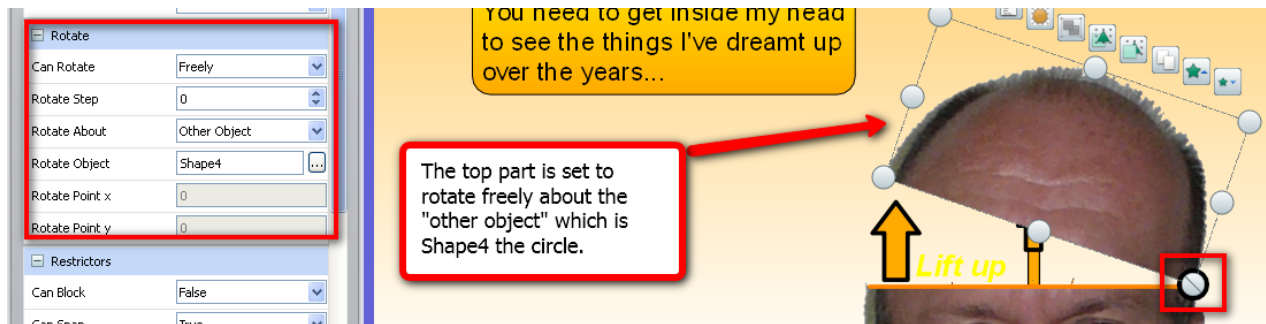 Rotate
Can Rotate Freely
Rotate Step 0
Rotate About Other Object
Rotate Object Shape4 ...
Rotate Point x 0
Rotate Point y 0
Restrictors
Can Block False
Can Snap True
You need to get inside my head
to see the things I've dreamt up
over the years...
The top part is set to
rotate freely about the
"other object" which is
Shape4 the circle.
Lift up